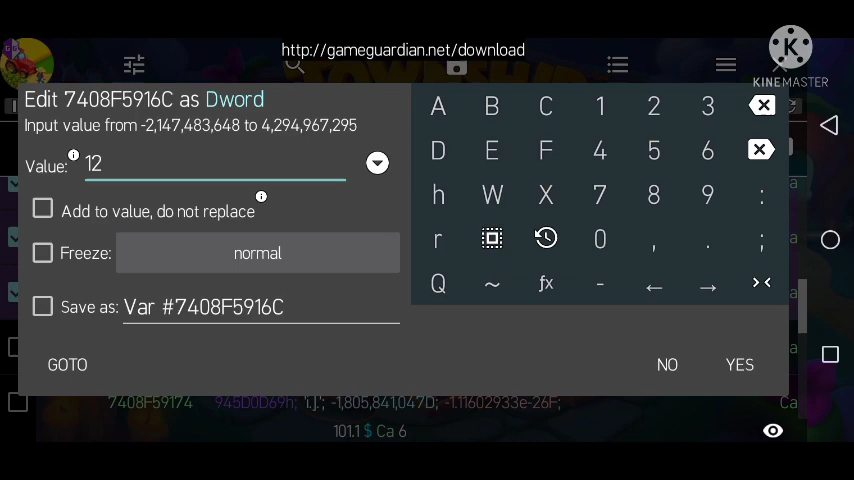 http://gameguardian.net/download
KINEMASTER
Edit 7408F5916C as Dword
Input value from -2,147,483,648 to 4,294,967,295
Value: 12
Add to value, do not replace
Freeze: normal
Save as: Var #7408F5916C
GOTO NO YES
A B C 1 2 3
D E F 4 5 6
h W X 7 8 9 :
r 0 , . ;
Q ~ ƒx - ← → ><
7408F59174 945D0D69h; -1,805,841,047D; -1.11602933e-26F; Ca
101.1 $ Ca 6